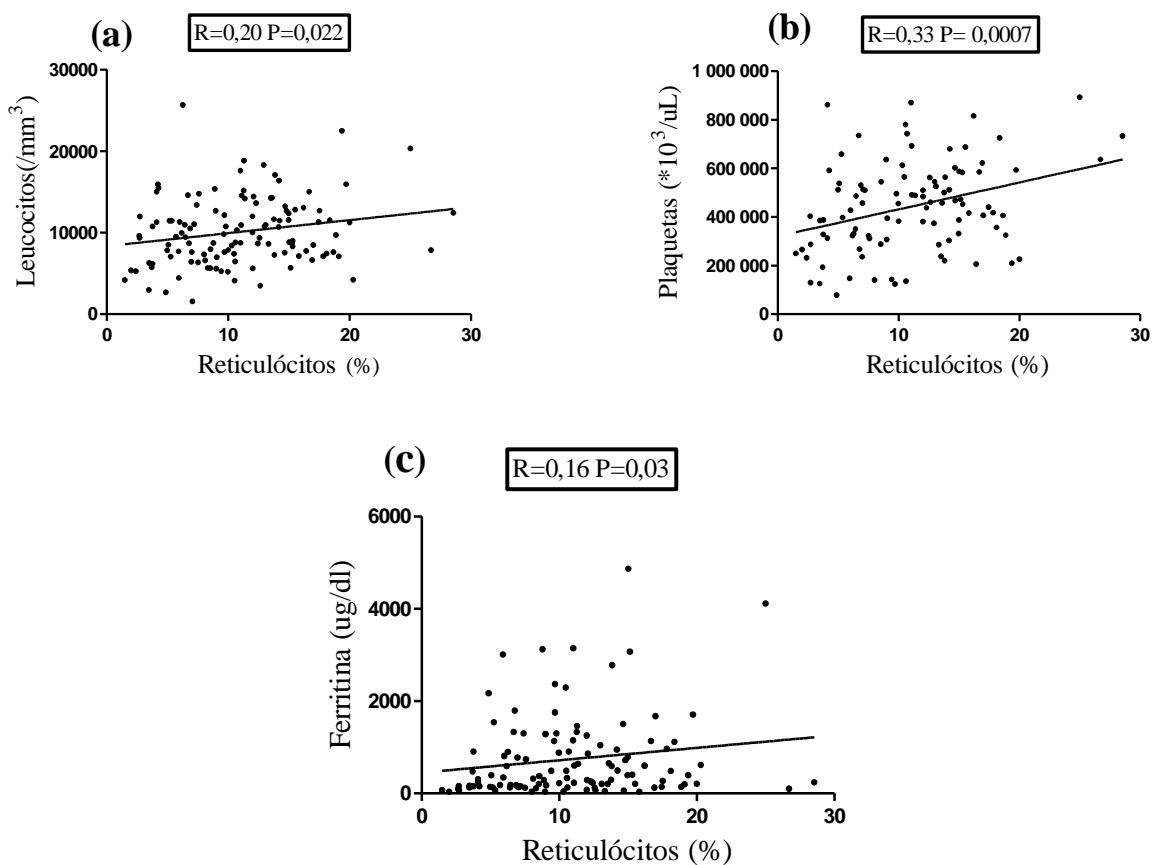 (a)
R=0,20 P=0,022
30000
20000
10000
0
Leucocitos(/mm³)
0 10 20 30
Reticulócitos (%)
(b)
R=0,33 P= 0,0007
1 000 000
800 000
600 000
400 000
200 000
0
Plaquetas (*10³/uL)
0 10 20 30
Reticulócitos (%)
(c)
R=0,16 P=0,03
6000
4000
2000
0
Ferritina (ug/dl)
0 10 20 30
Reticulócitos (%)